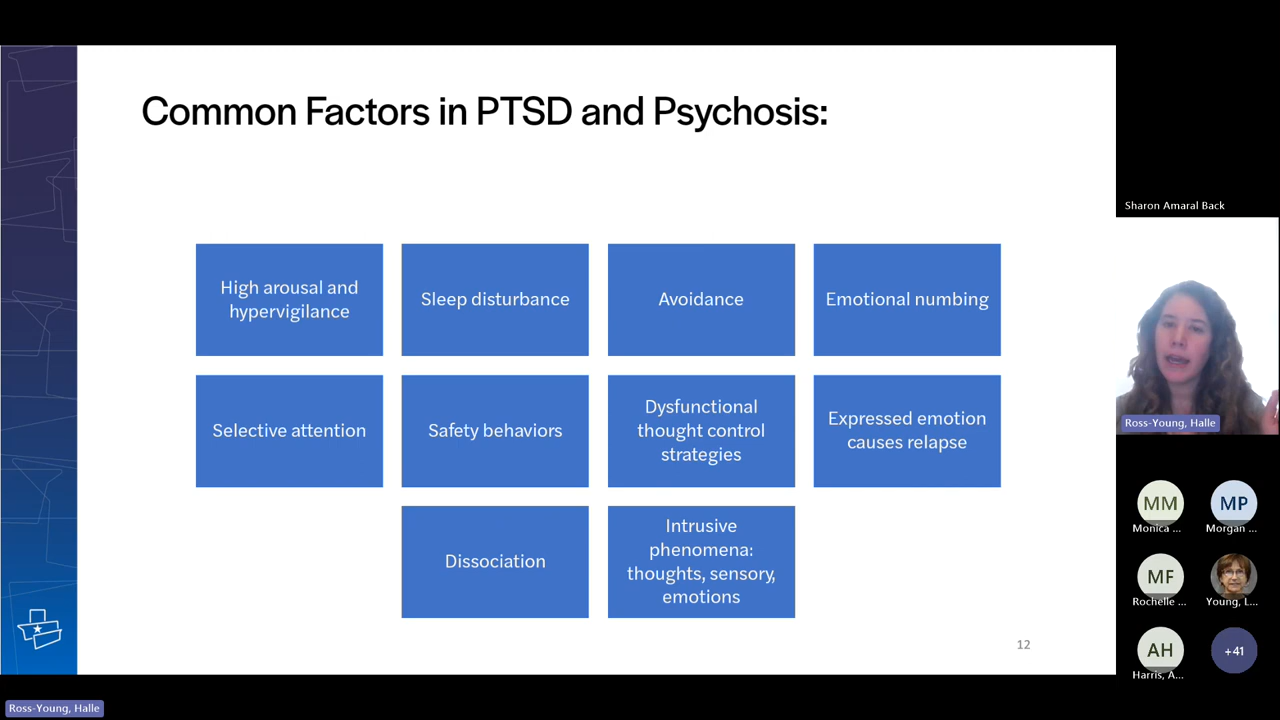 Common Factors in PTSD and Psychosis:
High arousal and
hypervigilance
Sleep disturbance
Avoidance
Emotional numbing
Selective attention
Safety behaviors
Dysfunctional
thought control
strategies
Expressed emotion
causes relapse
Dissociation
Intrusive
phenomena:
thoughts, sensory,
emotions
12
Sharon Amaral Back
Ross-Young, Halle
MM
Monica ...
MP
Morgan ...
MF
Rochelle ...
Young, L...
AH
Harris, A...
+41
Ross-Young, Halle